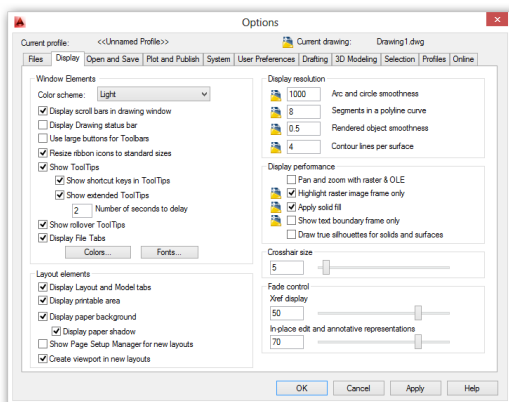 Options
Current profile: <<Unnamed Profile>> Current drawing: Drawing1.dwg
Files Display Open and Save Plot and Publish System User Preferences Drafting 3D Modeling Selection Profiles Online
Window Elements
Color scheme: Light
Display scroll bars in drawing window
Display Drawing status bar
Use large buttons for Toolbars
Resize ribbon icons to standard sizes
Show ToolTips
Show shortcut keys in ToolTips
Show extended ToolTips
2 Number of seconds to delay
Show rollover ToolTips
Display File Tabs
Colors... Fonts...
Layout elements
Display Layout and Model tabs
Display printable area
Display paper background
Display paper shadow
Show Page Setup Manager for new layouts
Create viewport in new layouts
Display resolution
1000 Arc and circle smoothness
8 Segments in a polyline curve
0.5 Rendered object smoothness
4 Contour lines per surface
Display performance
Pan and zoom with raster & OLE
Highlight raster image frame only
Apply solid fill
Show text boundary frame only
Draw true silhouettes for solids and surfaces
Crosshair size
5
Fade control
Xref display
50
In-place edit and annotative representations
70
OK Cancel Apply Help